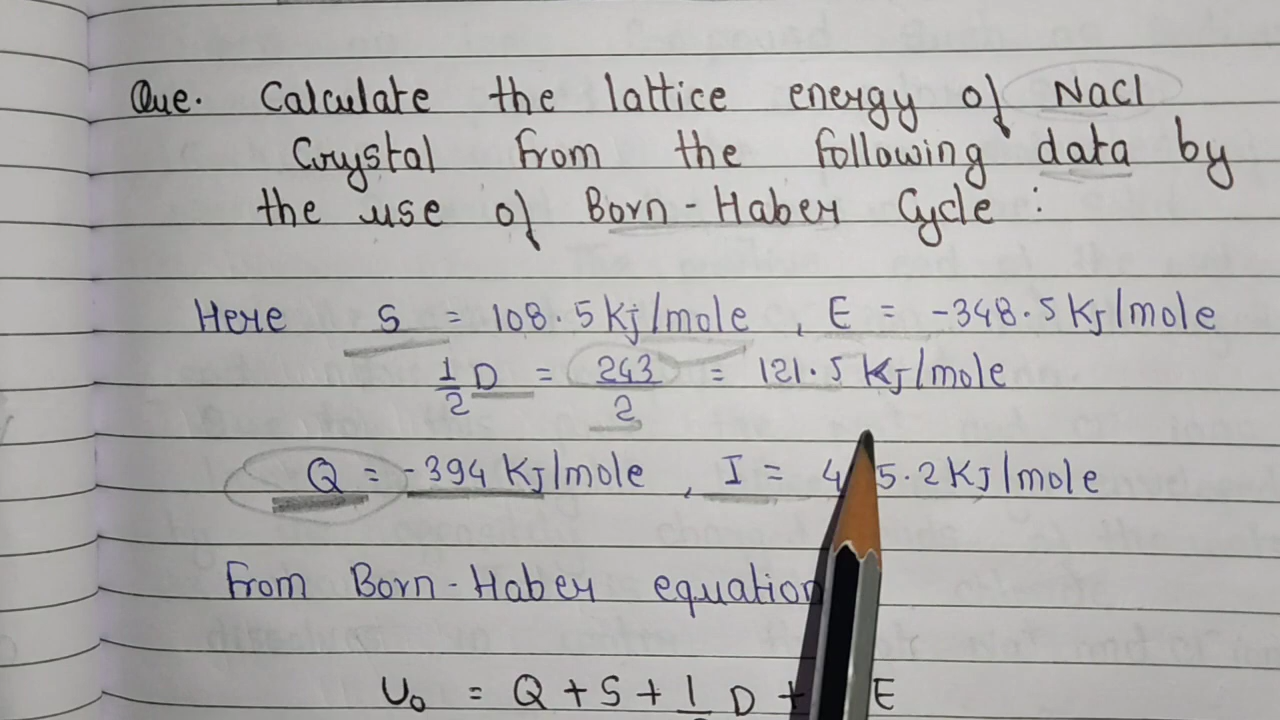 Que. Calculate the lattice energy of NaCl
Crystal from the following data by
the use of Born-Haber Cycle :
Here S = 108.5 KJ/mole , E = -348.5 KJ/mole
1/2 D = 243/2 = 121.5 KJ/mole
Q = -394 KJ/mole , I = 4 5.2 KJ/mole
From Born-Haber equation
U₀ = Q + S + 1/2 D + E